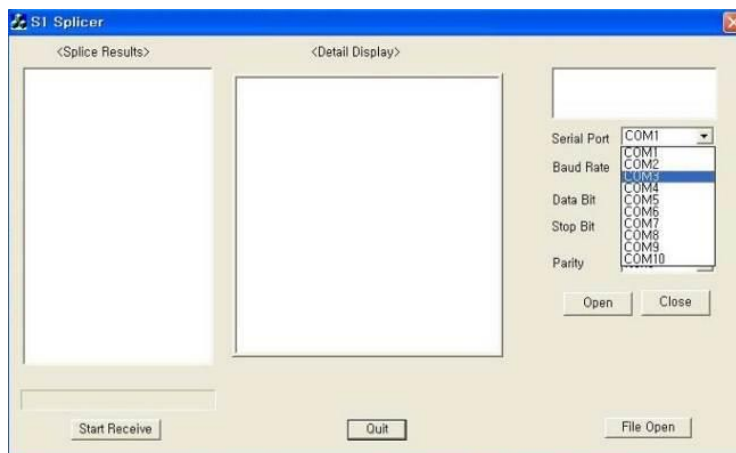 S1 Splicer
<Splice Results>
<Detail Display>
Serial Port
COM1
COM1
COM2
COM3
COM4
COM5
COM6
COM7
COM8
COM9
COM10
Baud Rate
Data Bit
Stop Bit
Parity
Open
Close
Start Receive
Quit
File Open